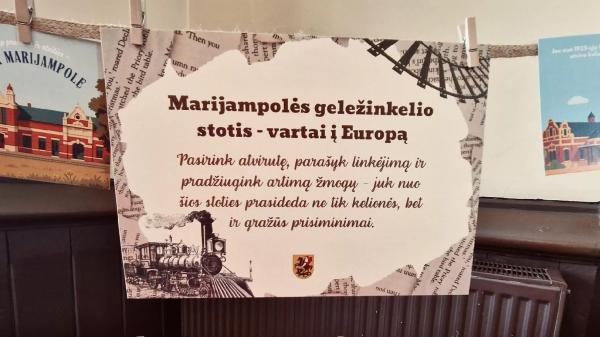 MARIJAMPOLĖ
Marijampolės geležinkelio
stotis - vartai į Europą
Pasirink atvirutę, parašyk linkėjimą ir
pradžiugink artimą žmogų - juk nuo
šios stoties prasideda ne tik kelionės, bet
ir gražūs prisiminimai.